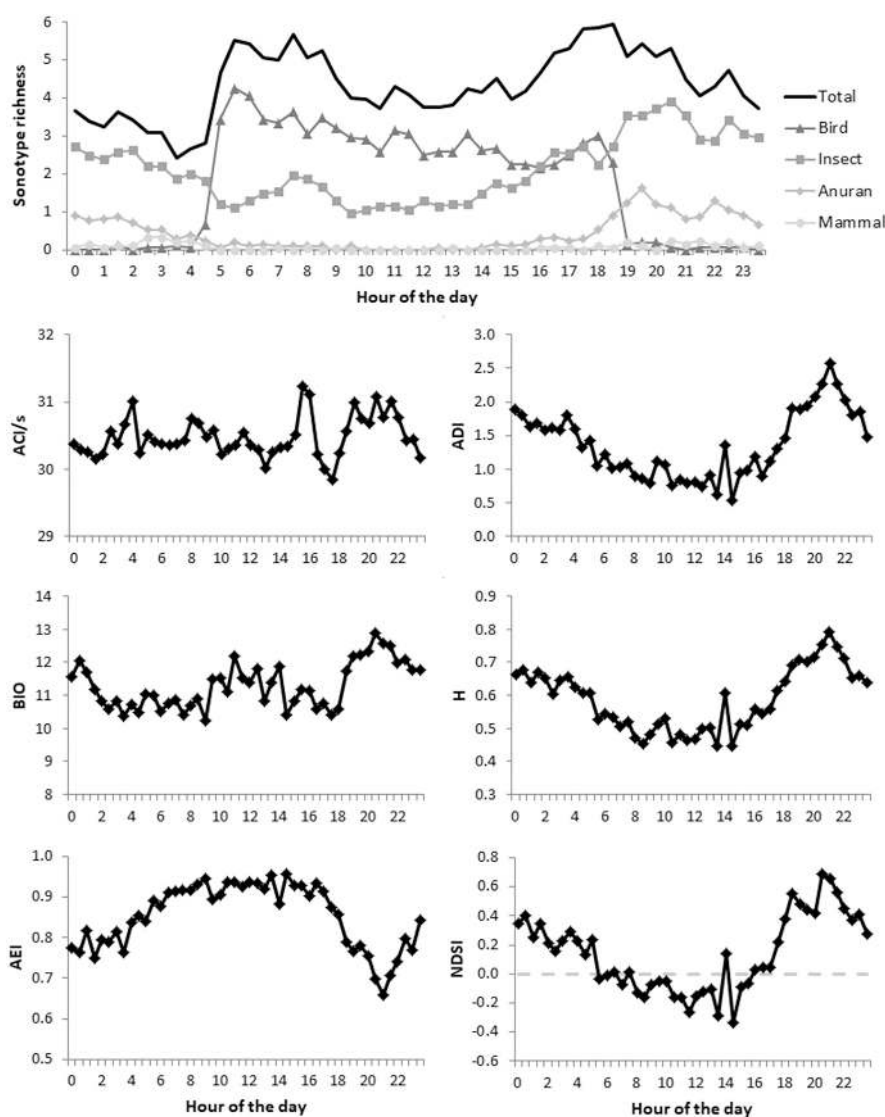 Sonotype richness
6
5
4
3
2
1
0
0 1 2 3 4 5 6 7 8 9 10 11 12 13 14 15 16 17 18 19 20 21 22 23
Hour of the day
Total
Bird
Insect
Anuran
Mammal
ACI/s
32
31
30
29
0 2 4 6 8 10 12 14 16 18 20 22
ADI
3.0
2.5
2.0
1.5
1.0
0.5
0.0
0 2 4 6 8 10 12 14 16 18 20 22
BIO
14
13
12
11
10
9
8
0 2 4 6 8 10 12 14 16 18 20 22
H
0.9
0.8
0.7
0.6
0.5
0.4
0.3
0 2 4 6 8 10 12 14 16 18 20 22
AEI
1.0
0.9
0.8
0.7
0.6
0.5
0 2 4 6 8 10 12 14 16 18 20 22
Hour of the day
NDSI
0.8
0.6
0.4
0.2
0.0
-0.2
-0.4
-0.6
0 2 4 6 8 10 12 14 16 18 20 22
Hour of the day